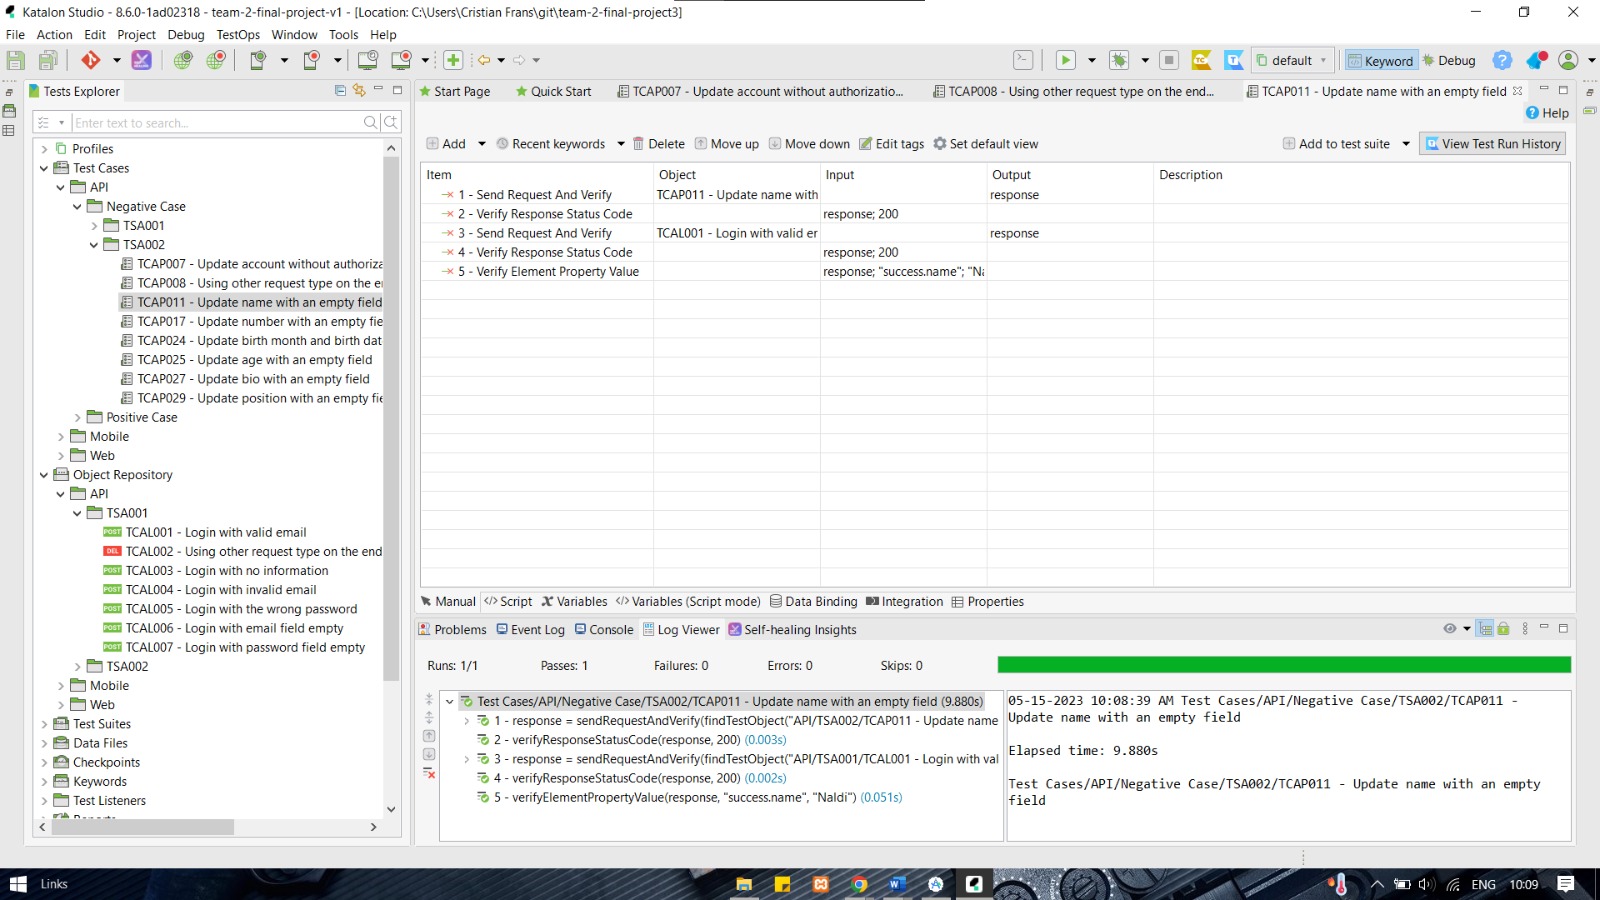 Katalon Studio - 8.6.0-1ad02318 - team-2-final-project-v1 - [Location: C:\Users\Cristian Frans\git\team-2-final-project3]
File Action Edit Project Debug TestOps Window Tools Help
default Keyword Debug
Tests Explorer
Start Page Quick Start TCAP007 - Update account without authorizatio... TCAP008 - Using other request type on the end... TCAP011 - Update name with an empty field
Help
Enter text to search...
Add Recent keywords Delete Move up Move down Edit tags Set default view Add to test suite View Test Run History
Profiles
Test Cases
API
Negative Case
TSA001
TSA002
TCAP007 - Update account without authoriza
TCAP008 - Using other request type on the e
TCAP011 - Update name with an empty field
TCAP017 - Update number with an empty fie
TCAP024 - Update birth month and birth dat
TCAP025 - Update age with an empty field
TCAP027 - Update bio with an empty field
TCAP029 - Update position with an empty fie
Positive Case
Mobile
Web
Object Repository
API
TSA001
POST TCAL001 - Login with valid email
DEL TCAL002 - Using other request type on the end
POST TCAL003 - Login with no information
POST TCAL004 - Login with invalid email
POST TCAL005 - Login with the wrong password
POST TCAL006 - Login with email field empty
POST TCAL007 - Login with password field empty
TSA002
Mobile
Web
Test Suites
Data Files
Checkpoints
Keywords
Test Listeners
Item Object Input Output Description
1 - Send Request And Verify TCAP011 - Update name with response
2 - Verify Response Status Code response; 200
3 - Send Request And Verify TCAL001 - Login with valid er response
4 - Verify Response Status Code response; 200
5 - Verify Element Property Value response; "success.name"; "Na
Manual Script Variables Variables (Script mode) Data Binding Integration Properties
Problems Event Log Console Log Viewer Self-healing Insights
Runs: 1/1 Passes: 1 Failures: 0 Errors: 0 Skips: 0
Test Cases/API/Negative Case/TSA002/TCAP011 - Update name with an empty field (9.880s)
1 - response = sendRequestAndVerify(findTestObject("API/TSA002/TCAP011 - Update name
2 - verifyResponseStatusCode(response, 200) (0.003s)
3 - response = sendRequestAndVerify(findTestObject("API/TSA001/TCAL001 - Login with val
4 - verifyResponseStatusCode(response, 200) (0.002s)
5 - verifyElementPropertyValue(response, "success.name", "Naldi") (0.051s)
05-15-2023 10:08:39 AM Test Cases/API/Negative Case/TSA002/TCAP011 -
Update name with an empty field
Elapsed time: 9.880s
Test Cases/API/Negative Case/TSA002/TCAP011 - Update name with an empty
field
Links ENG 10:09